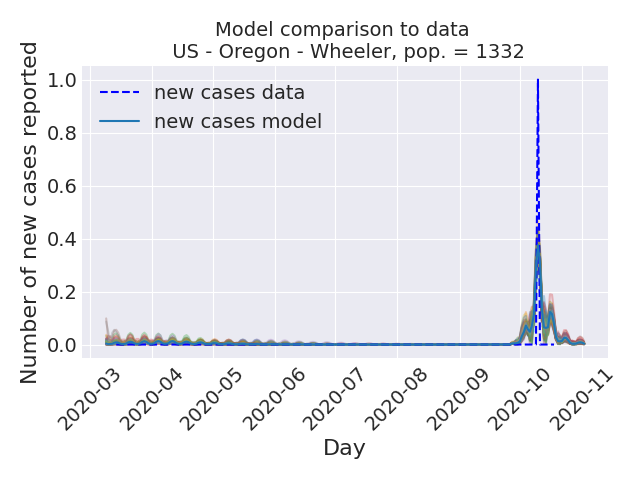 Model comparison to data
US - Oregon - Wheeler, pop. = 1332
Number of new cases reported
1.0
0.8
0.6
0.4
0.2
0.0
new cases data
new cases model
2020-03
2020-04
2020-05
2020-06
2020-07
2020-08
2020-09
2020-10
2020-11
Day